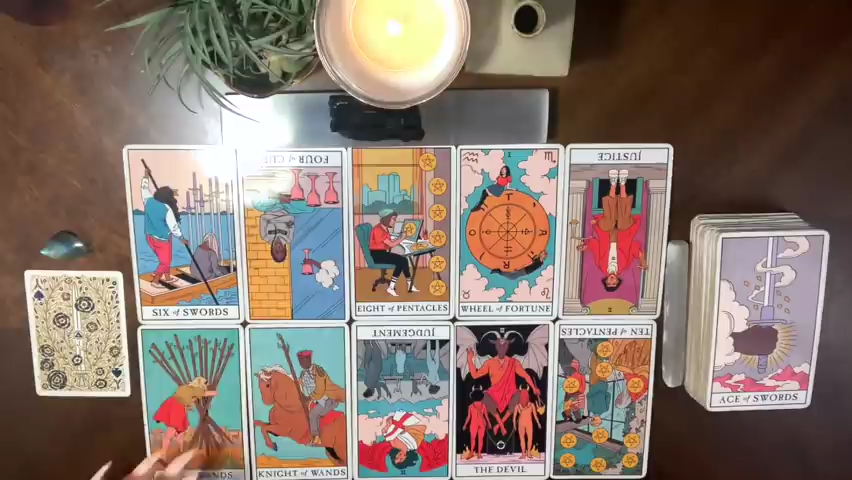 SIX of SWORDS
FOUR of CUPS
EIGHT of PENTACLES
WHEEL of FORTUNE
JUSTICE
KNIGHT of WANDS
JUDGEMENT
THE DEVIL
TEN of PENTACLES
ACE of SWORDS